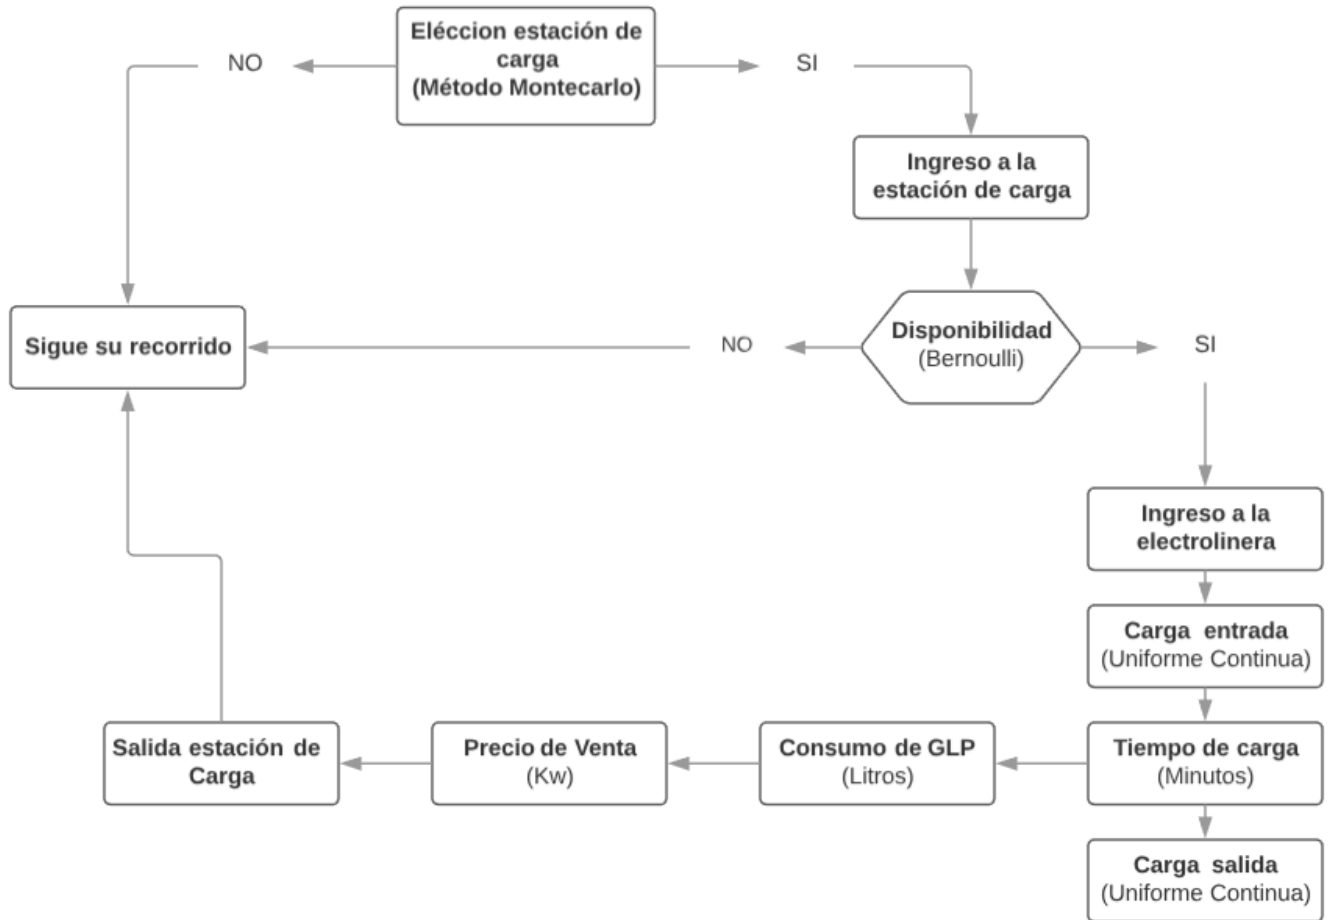 Eléccion estación de
carga
(Método Montecarlo)
NO
SI
Ingreso a la
estación de carga
Disponibilidad
(Bernoulli)
NO
SI
Sigue su recorrido
Ingreso a la
electrolinera
Carga entrada
(Uniforme Continua)
Tiempo de carga
(Minutos)
Consumo de GLP
(Litros)
Precio de Venta
(Kw)
Salida estación de
Carga
Carga salida
(Uniforme Continua)